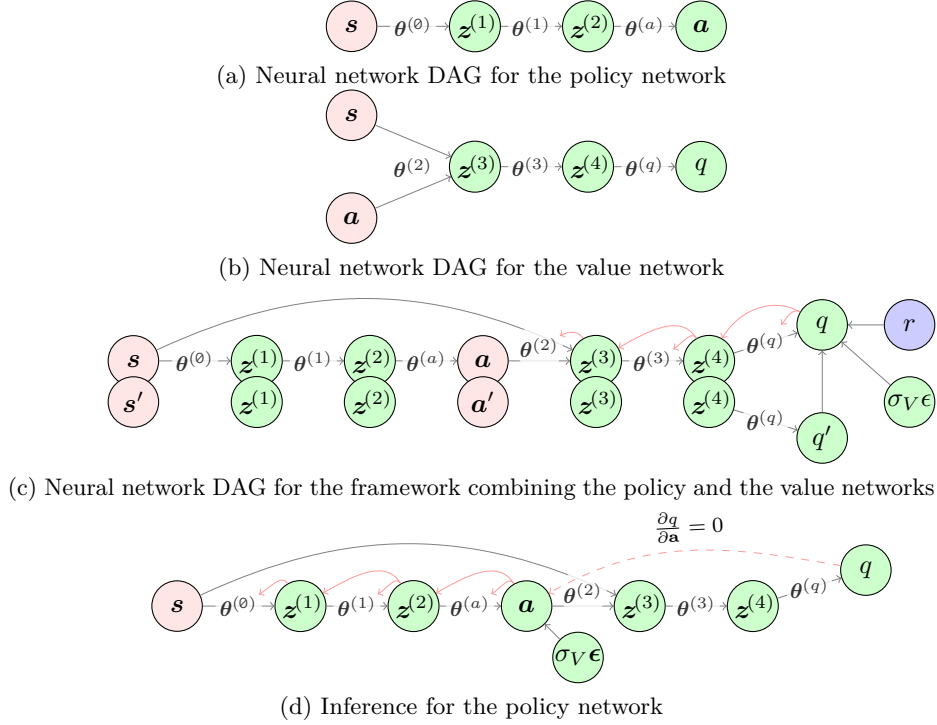 s θ^(0) z^(1) θ^(1) z^(2) θ^(a) a
(a) Neural network DAG for the policy network
s
θ^(2) z^(3) θ^(3) z^(4) θ^(q) q
a
(b) Neural network DAG for the value network
q r
s θ^(0) z^(1) θ^(1) z^(2) θ^(a) a θ^(2) z^(3) θ^(3) z^(4) θ^(q)
s′ z^(1) z^(2) a′ z^(3) z^(4) θ^(q) q′ σ_V ϵ
(c) Neural network DAG for the framework combining the policy and the value networks
∂q/∂a = 0
s θ^(0) z^(1) θ^(1) z^(2) θ^(a) a θ^(2) z^(3) θ^(3) z^(4) θ^(q) q
σ_V ϵ
(d) Inference for the policy network